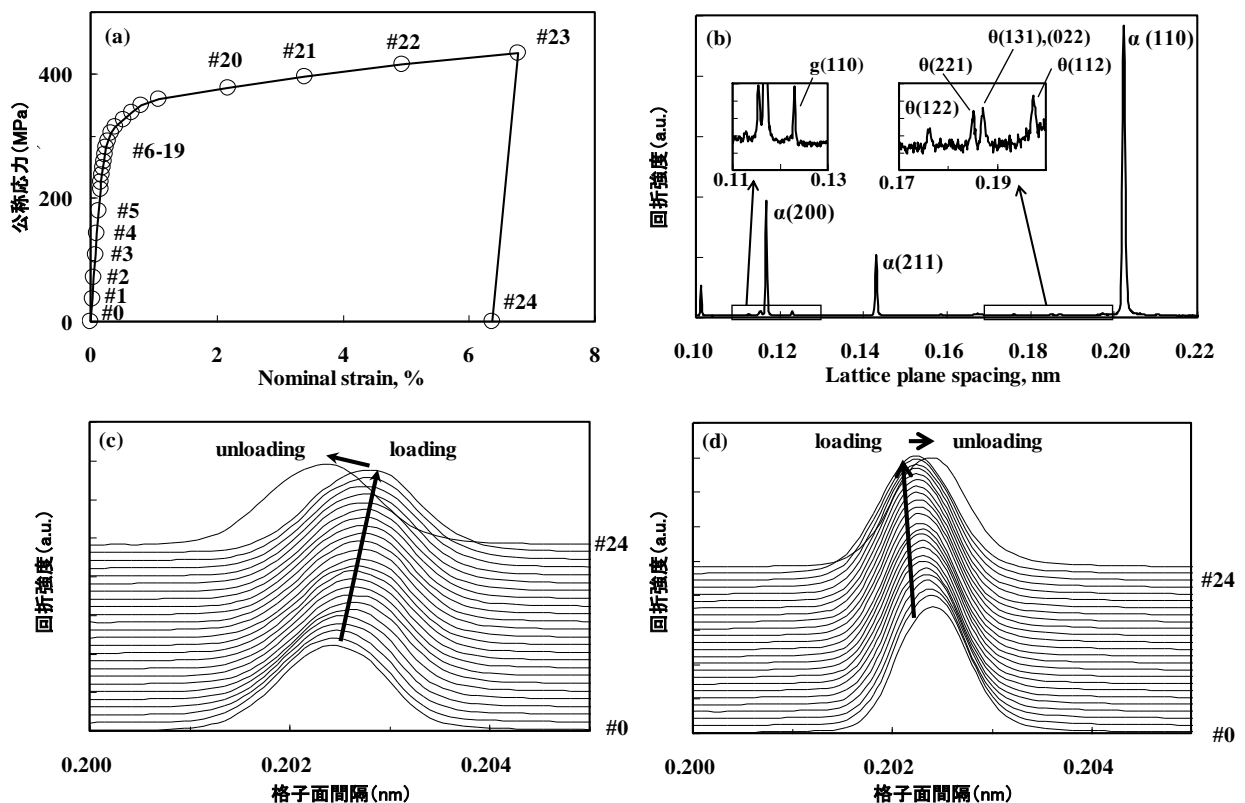 (a)
公称応力(MPa)
400
200
0
#20
#21
#22
#23
#6-19
#5
#4
#3
#2
#1
#0
#24
0
2
4
6
8
Nominal strain, %
(b)
回折強度(a.u.)
g(110)
θ(131),(022)
θ(221)
θ(112)
θ(122)
α (110)
0.11
0.13
0.17
0.19
α(200)
α(211)
0.10
0.12
0.14
0.16
0.18
0.20
0.22
Lattice plane spacing, nm
(c)
unloading
loading
回折強度(a.u.)
#24
#0
0.200
0.202
0.204
格子面間隔(nm)
(d)
loading
unloading
回折強度(a.u.)
#24
#0
0.200
0.202
0.204
格子面間隔(nm)